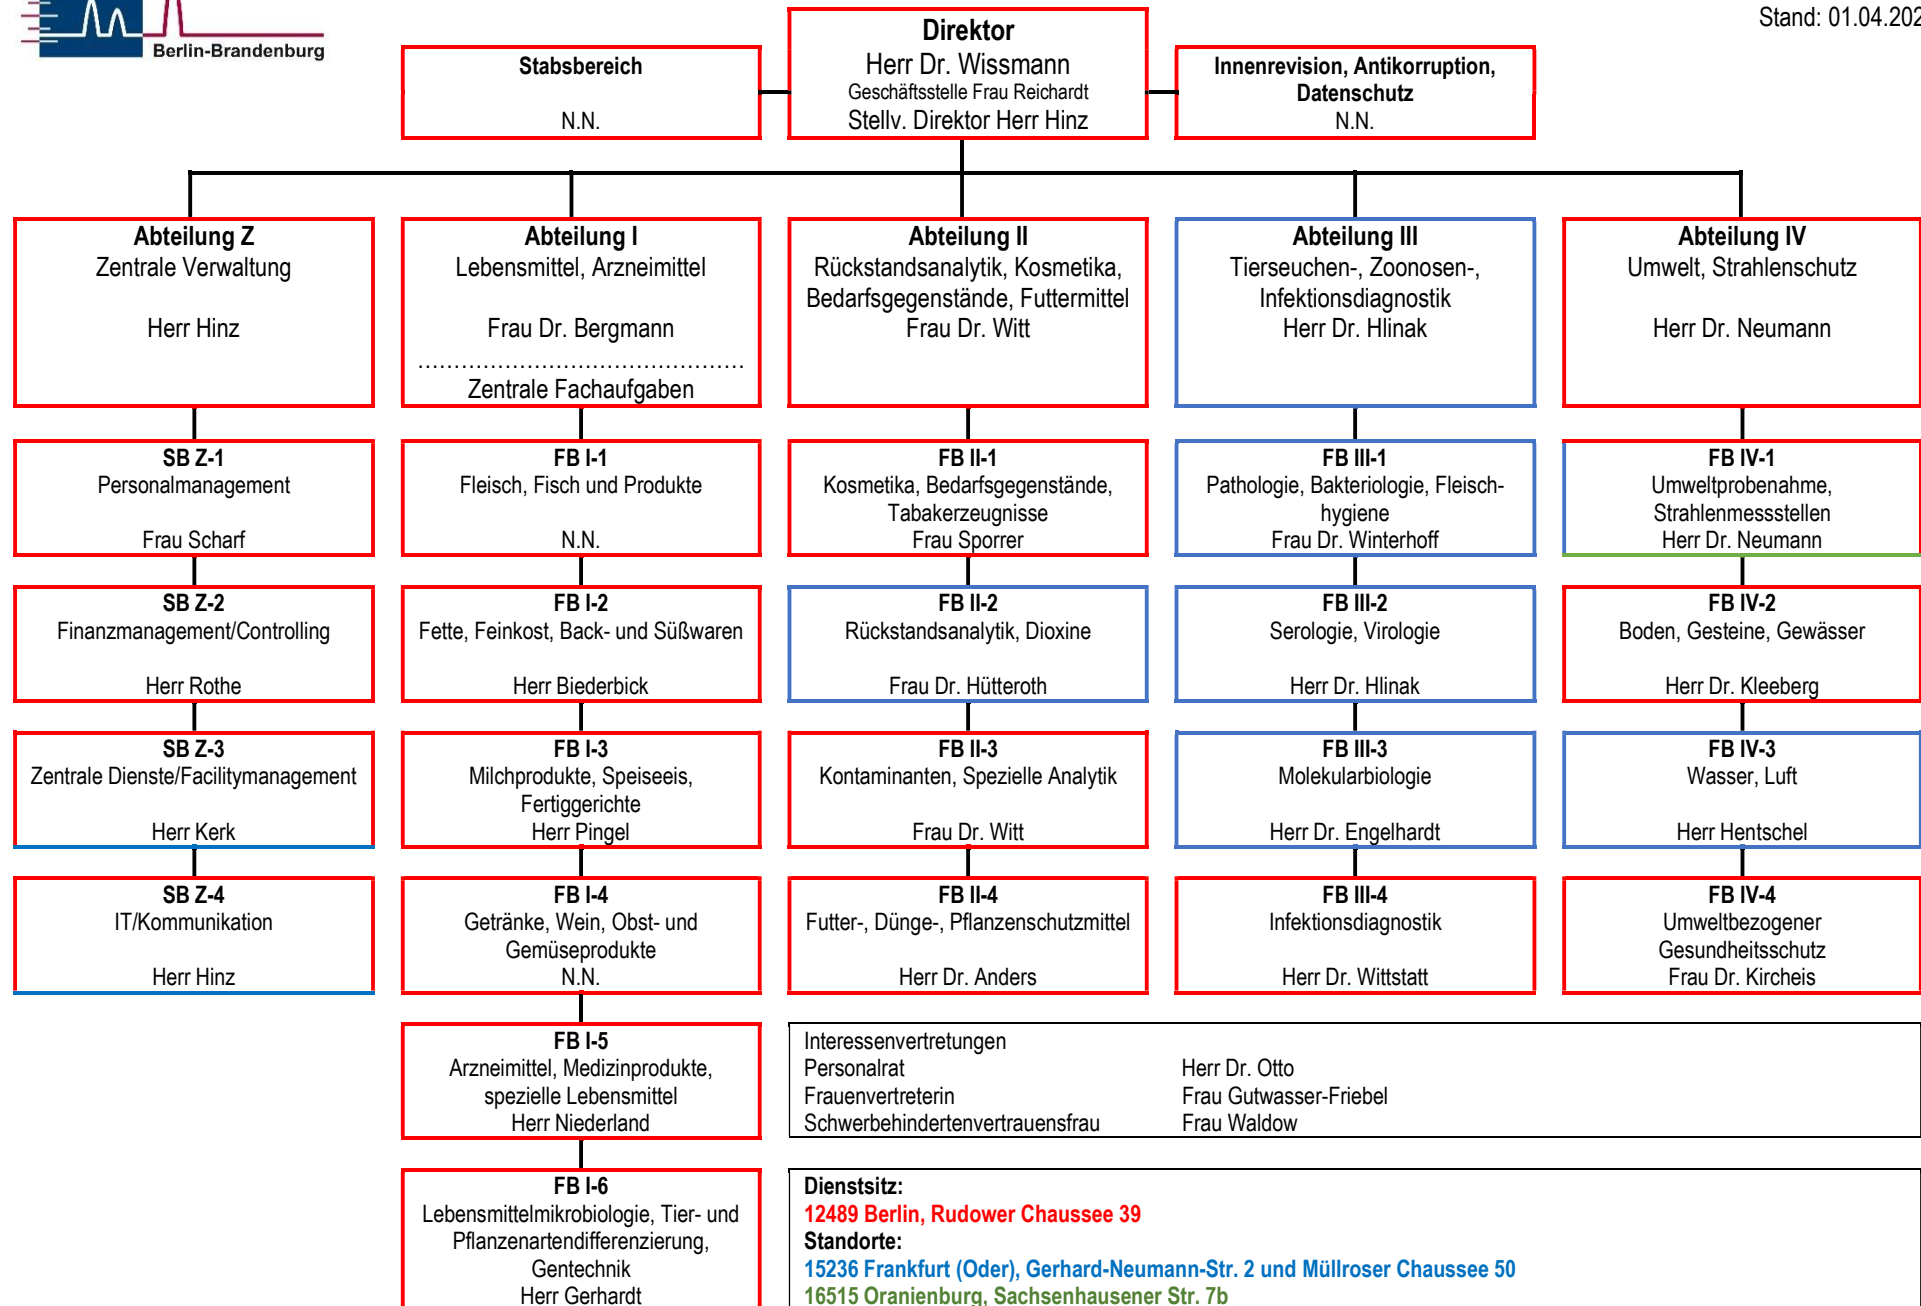 Berlin-Brandenburg
Stand: 01.04.202
Direktor
Herr Dr. Wissmann
Geschäftsstelle Frau Reichardt
Stellv. Direktor Herr Hinz
Stabsbereich
N.N.
Innenrevision, Antikorruption,
Datenschutz
N.N.
Abteilung Z
Zentrale Verwaltung
Herr Hinz
Abteilung I
Lebensmittel, Arzneimittel
Frau Dr. Bergmann
………………………………………
Zentrale Fachaufgaben
Abteilung II
Rückstandsanalytik, Kosmetika,
Bedarfsgegenstände, Futtermittel
Frau Dr. Witt
Abteilung III
Tierseuchen-, Zoonosen-,
Infektionsdiagnostik
Herr Dr. Hlinak
Abteilung IV
Umwelt, Strahlenschutz
Herr Dr. Neumann
SB Z-1
Personalmanagement
Frau Scharf
FB I-1
Fleisch, Fisch und Produkte
N.N.
FB II-1
Kosmetika, Bedarfsgegenstände,
Tabakerzeugnisse
Frau Sporrer
FB III-1
Pathologie, Bakteriologie, Fleisch-
hygiene
Frau Dr. Winterhoff
FB IV-1
Umweltprobenahme,
Strahlenmessstellen
Herr Dr. Neumann
SB Z-2
Finanzmanagement/Controlling
Herr Rothe
FB I-2
Fette, Feinkost, Back- und Süßwaren
Herr Biederbick
FB II-2
Rückstandsanalytik, Dioxine
Frau Dr. Hütteroth
FB III-2
Serologie, Virologie
Herr Dr. Hlinak
FB IV-2
Boden, Gesteine, Gewässer
Herr Dr. Kleeberg
SB Z-3
Zentrale Dienste/Facilitymanagement
Herr Kerk
FB I-3
Milchprodukte, Speiseeis,
Fertiggerichte
Herr Pingel
FB II-3
Kontaminanten, Spezielle Analytik
Frau Dr. Witt
FB III-3
Molekularbiologie
Herr Dr. Engelhardt
FB IV-3
Wasser, Luft
Herr Hentschel
SB Z-4
IT/Kommunikation
Herr Hinz
FB I-4
Getränke, Wein, Obst- und
Gemüseprodukte
N.N.
FB II-4
Futter-, Dünge-, Pflanzenschutzmittel
Herr Dr. Anders
FB III-4
Infektionsdiagnostik
Herr Dr. Wittstatt
FB IV-4
Umweltbezogener
Gesundheitsschutz
Frau Dr. Kircheis
FB I-5
Arzneimittel, Medizinprodukte,
spezielle Lebensmittel
Herr Niederland
Interessenvertretungen
Personalrat Herr Dr. Otto
Frauenvertreterin Frau Gutwasser-Friebel
Schwerbehindertenvertrauensfrau Frau Waldow
FB I-6
Lebensmittelmikrobiologie, Tier- und
Pflanzenartendifferenzierung,
Gentechnik
Herr Gerhardt
Dienstsitz:
12489 Berlin, Rudower Chaussee 39
Standorte:
15236 Frankfurt (Oder), Gerhard-Neumann-Str. 2 und Müllroser Chaussee 50
16515 Oranienburg, Sachsenhausener Str. 7b